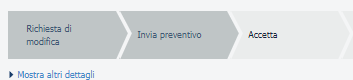 Richiesta di
modifica
Invia preventivo
Accetta
Mostra altri dettagli